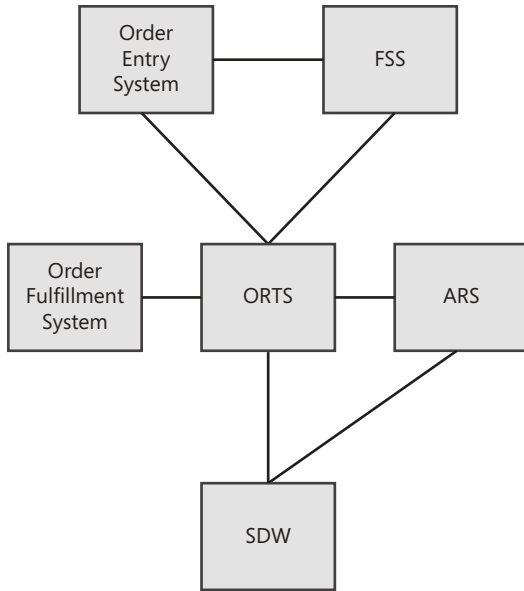 Order
Entry
System
FSS
Order
Fulfillment
System
ORTS
ARS
SDW